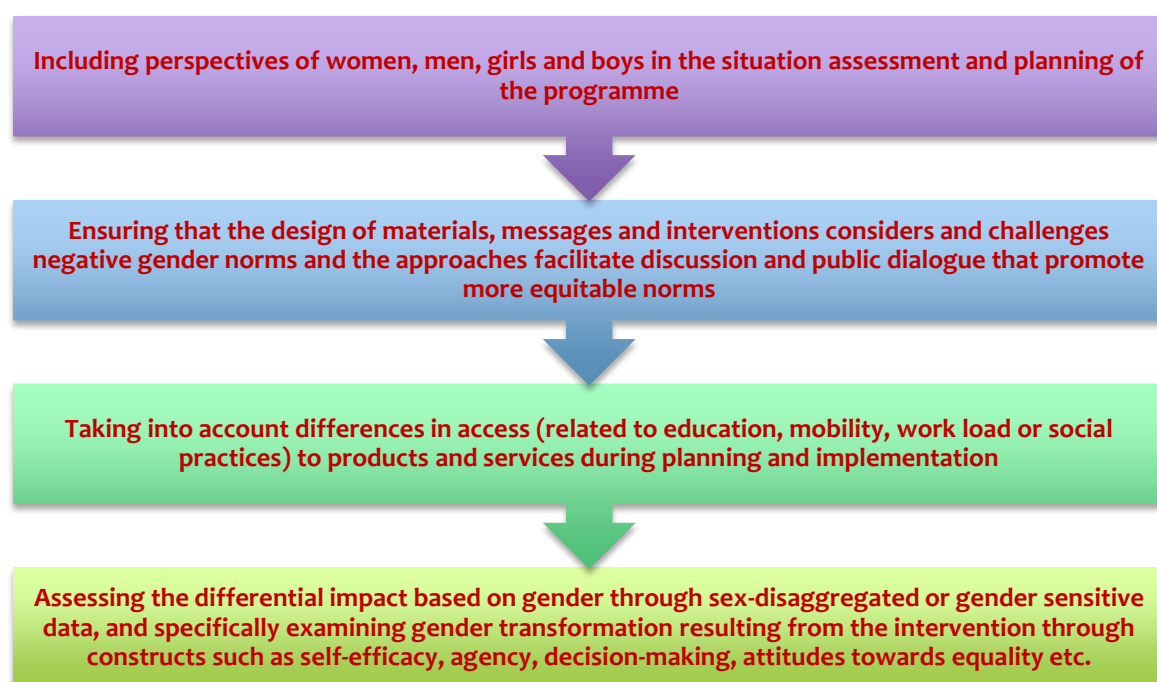 Including perspectives of women, men, girls and boys in the situation assessment and planning of
the programme
Ensuring that the design of materials, messages and interventions considers and challenges
negative gender norms and the approaches facilitate discussion and public dialogue that promote
more equitable norms
Taking into account differences in access (related to education, mobility, work load or social
practices) to products and services during planning and implementation
Assessing the differential impact based on gender through sex-disaggregated or gender sensitive
data, and specifically examining gender transformation resulting from the intervention through
constructs such as self-efficacy, agency, decision-making, attitudes towards equality etc.